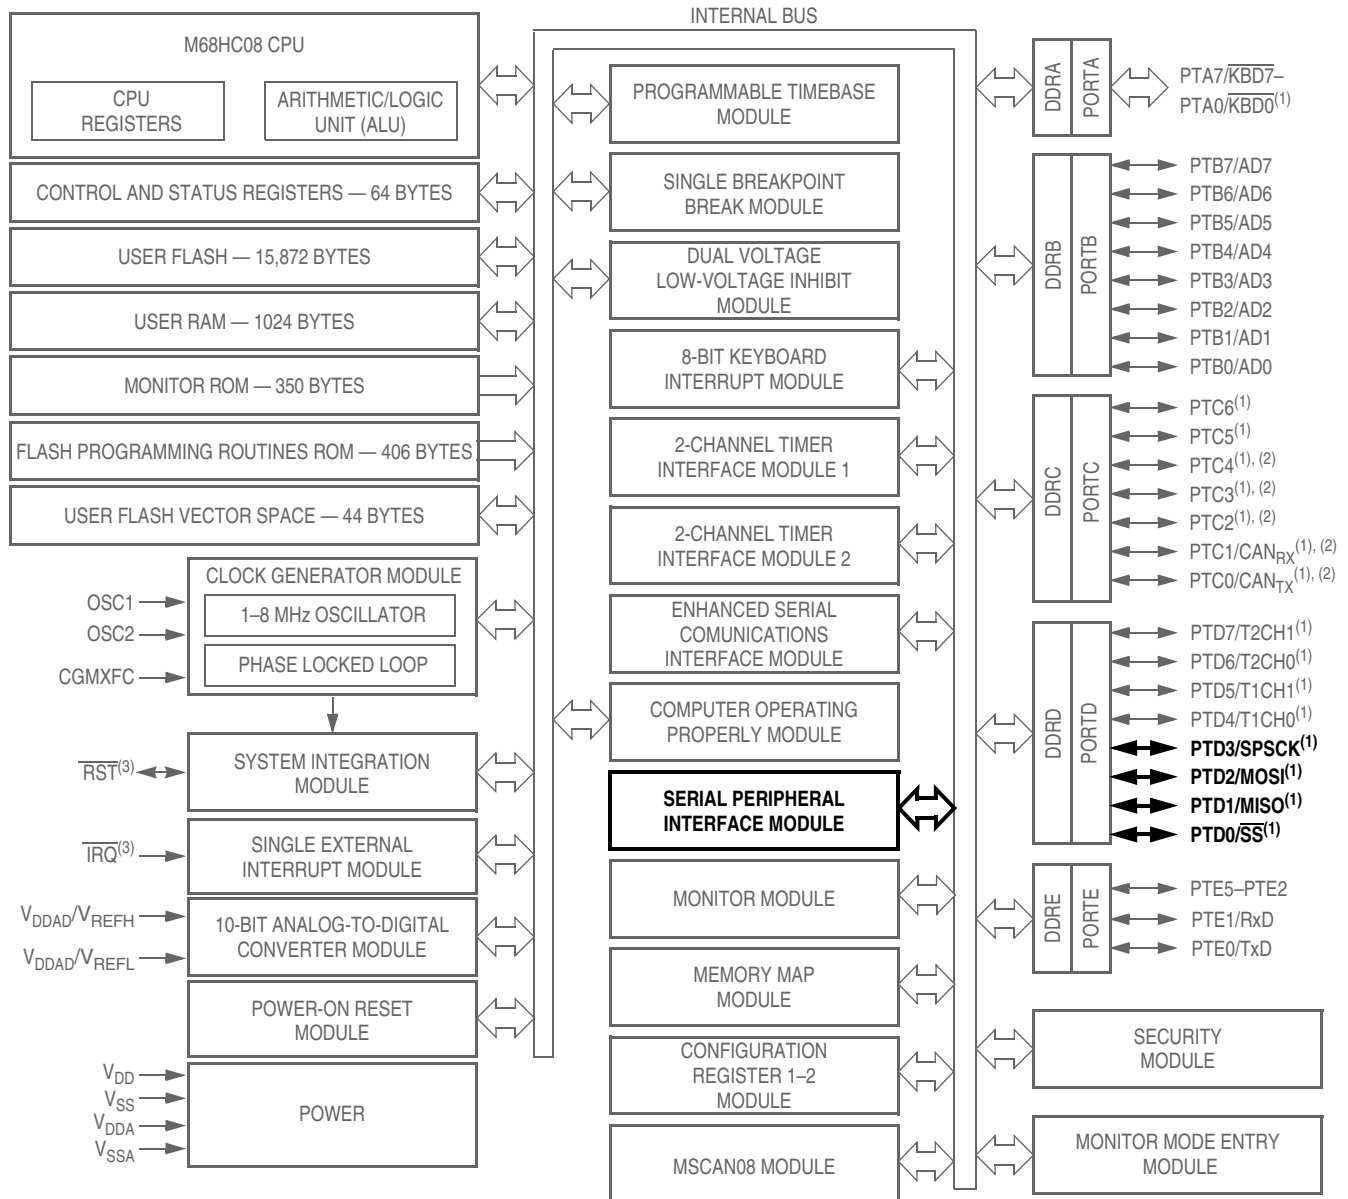 INTERNAL BUS
M68HC08 CPU
CPU
REGISTERS
ARITHMETIC/LOGIC
UNIT (ALU)
CONTROL AND STATUS REGISTERS — 64 BYTES
USER FLASH — 15,872 BYTES
USER RAM — 1024 BYTES
MONITOR ROM — 350 BYTES
FLASH PROGRAMMING ROUTINES ROM — 406 BYTES
USER FLASH VECTOR SPACE — 44 BYTES
CLOCK GENERATOR MODULE
1–8 MHz OSCILLATOR
PHASE LOCKED LOOP
OSC1
OSC2
CGMXFC
SYSTEM INTEGRATION
MODULE
RST(3)
SINGLE EXTERNAL
INTERRUPT MODULE
IRQ(3)
10-BIT ANALOG-TO-DIGITAL
CONVERTER MODULE
VDDAD/VREFH
VDDAD/VREFL
POWER-ON RESET
MODULE
POWER
VDD
VSS
VDDA
VSSA
PROGRAMMABLE TIMEBASE
MODULE
SINGLE BREAKPOINT
BREAK MODULE
DUAL VOLTAGE
LOW-VOLTAGE INHIBIT
MODULE
8-BIT KEYBOARD
INTERRUPT MODULE
2-CHANNEL TIMER
INTERFACE MODULE 1
2-CHANNEL TIMER
INTERFACE MODULE 2
ENHANCED SERIAL
COMUNICATIONS
INTERFACE MODULE
COMPUTER OPERATING
PROPERLY MODULE
SERIAL PERIPHERAL
INTERFACE MODULE
MONITOR MODULE
MEMORY MAP
MODULE
CONFIGURATION
REGISTER 1–2
MODULE
MSCAN08 MODULE
DDRA
PORTA
PTA7/KBD7–
PTA0/KBD0(1)
DDRB
PORTB
PTB7/AD7
PTB6/AD6
PTB5/AD5
PTB4/AD4
PTB3/AD3
PTB2/AD2
PTB1/AD1
PTB0/AD0
DDRC
PORTC
PTC6(1)
PTC5(1)
PTC4(1), (2)
PTC3(1), (2)
PTC2(1), (2)
PTC1/CANRX(1), (2)
PTC0/CANTX(1), (2)
DDRD
PORTD
PTD7/T2CH1(1)
PTD6/T2CH0(1)
PTD5/T1CH1(1)
PTD4/T1CH0(1)
PTD3/SPSCK(1)
PTD2/MOSI(1)
PTD1/MISO(1)
PTD0/SS(1)
DDRE
PORTE
PTE5–PTE2
PTE1/RxD
PTE0/TxD
SECURITY
MODULE
MONITOR MODE ENTRY
MODULE